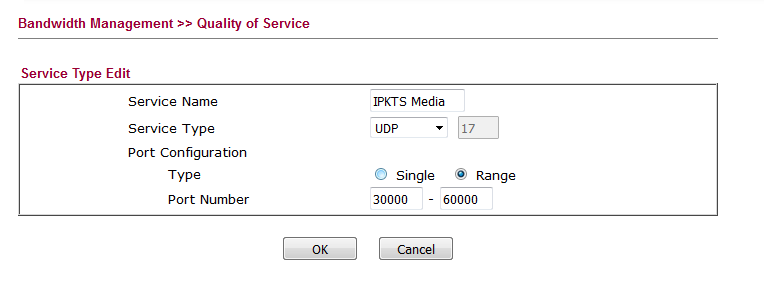 Bandwidth Management >> Quality of Service
Service Type Edit
Service Name IPKTS Media
Service Type UDP 17
Port Configuration
Type Single Range
Port Number 30000 - 60000
OK Cancel